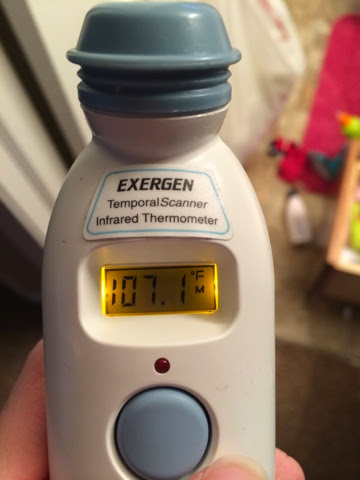 EXERGEN
TemporalScanner
Infrared Thermometer
107.1 °F
M